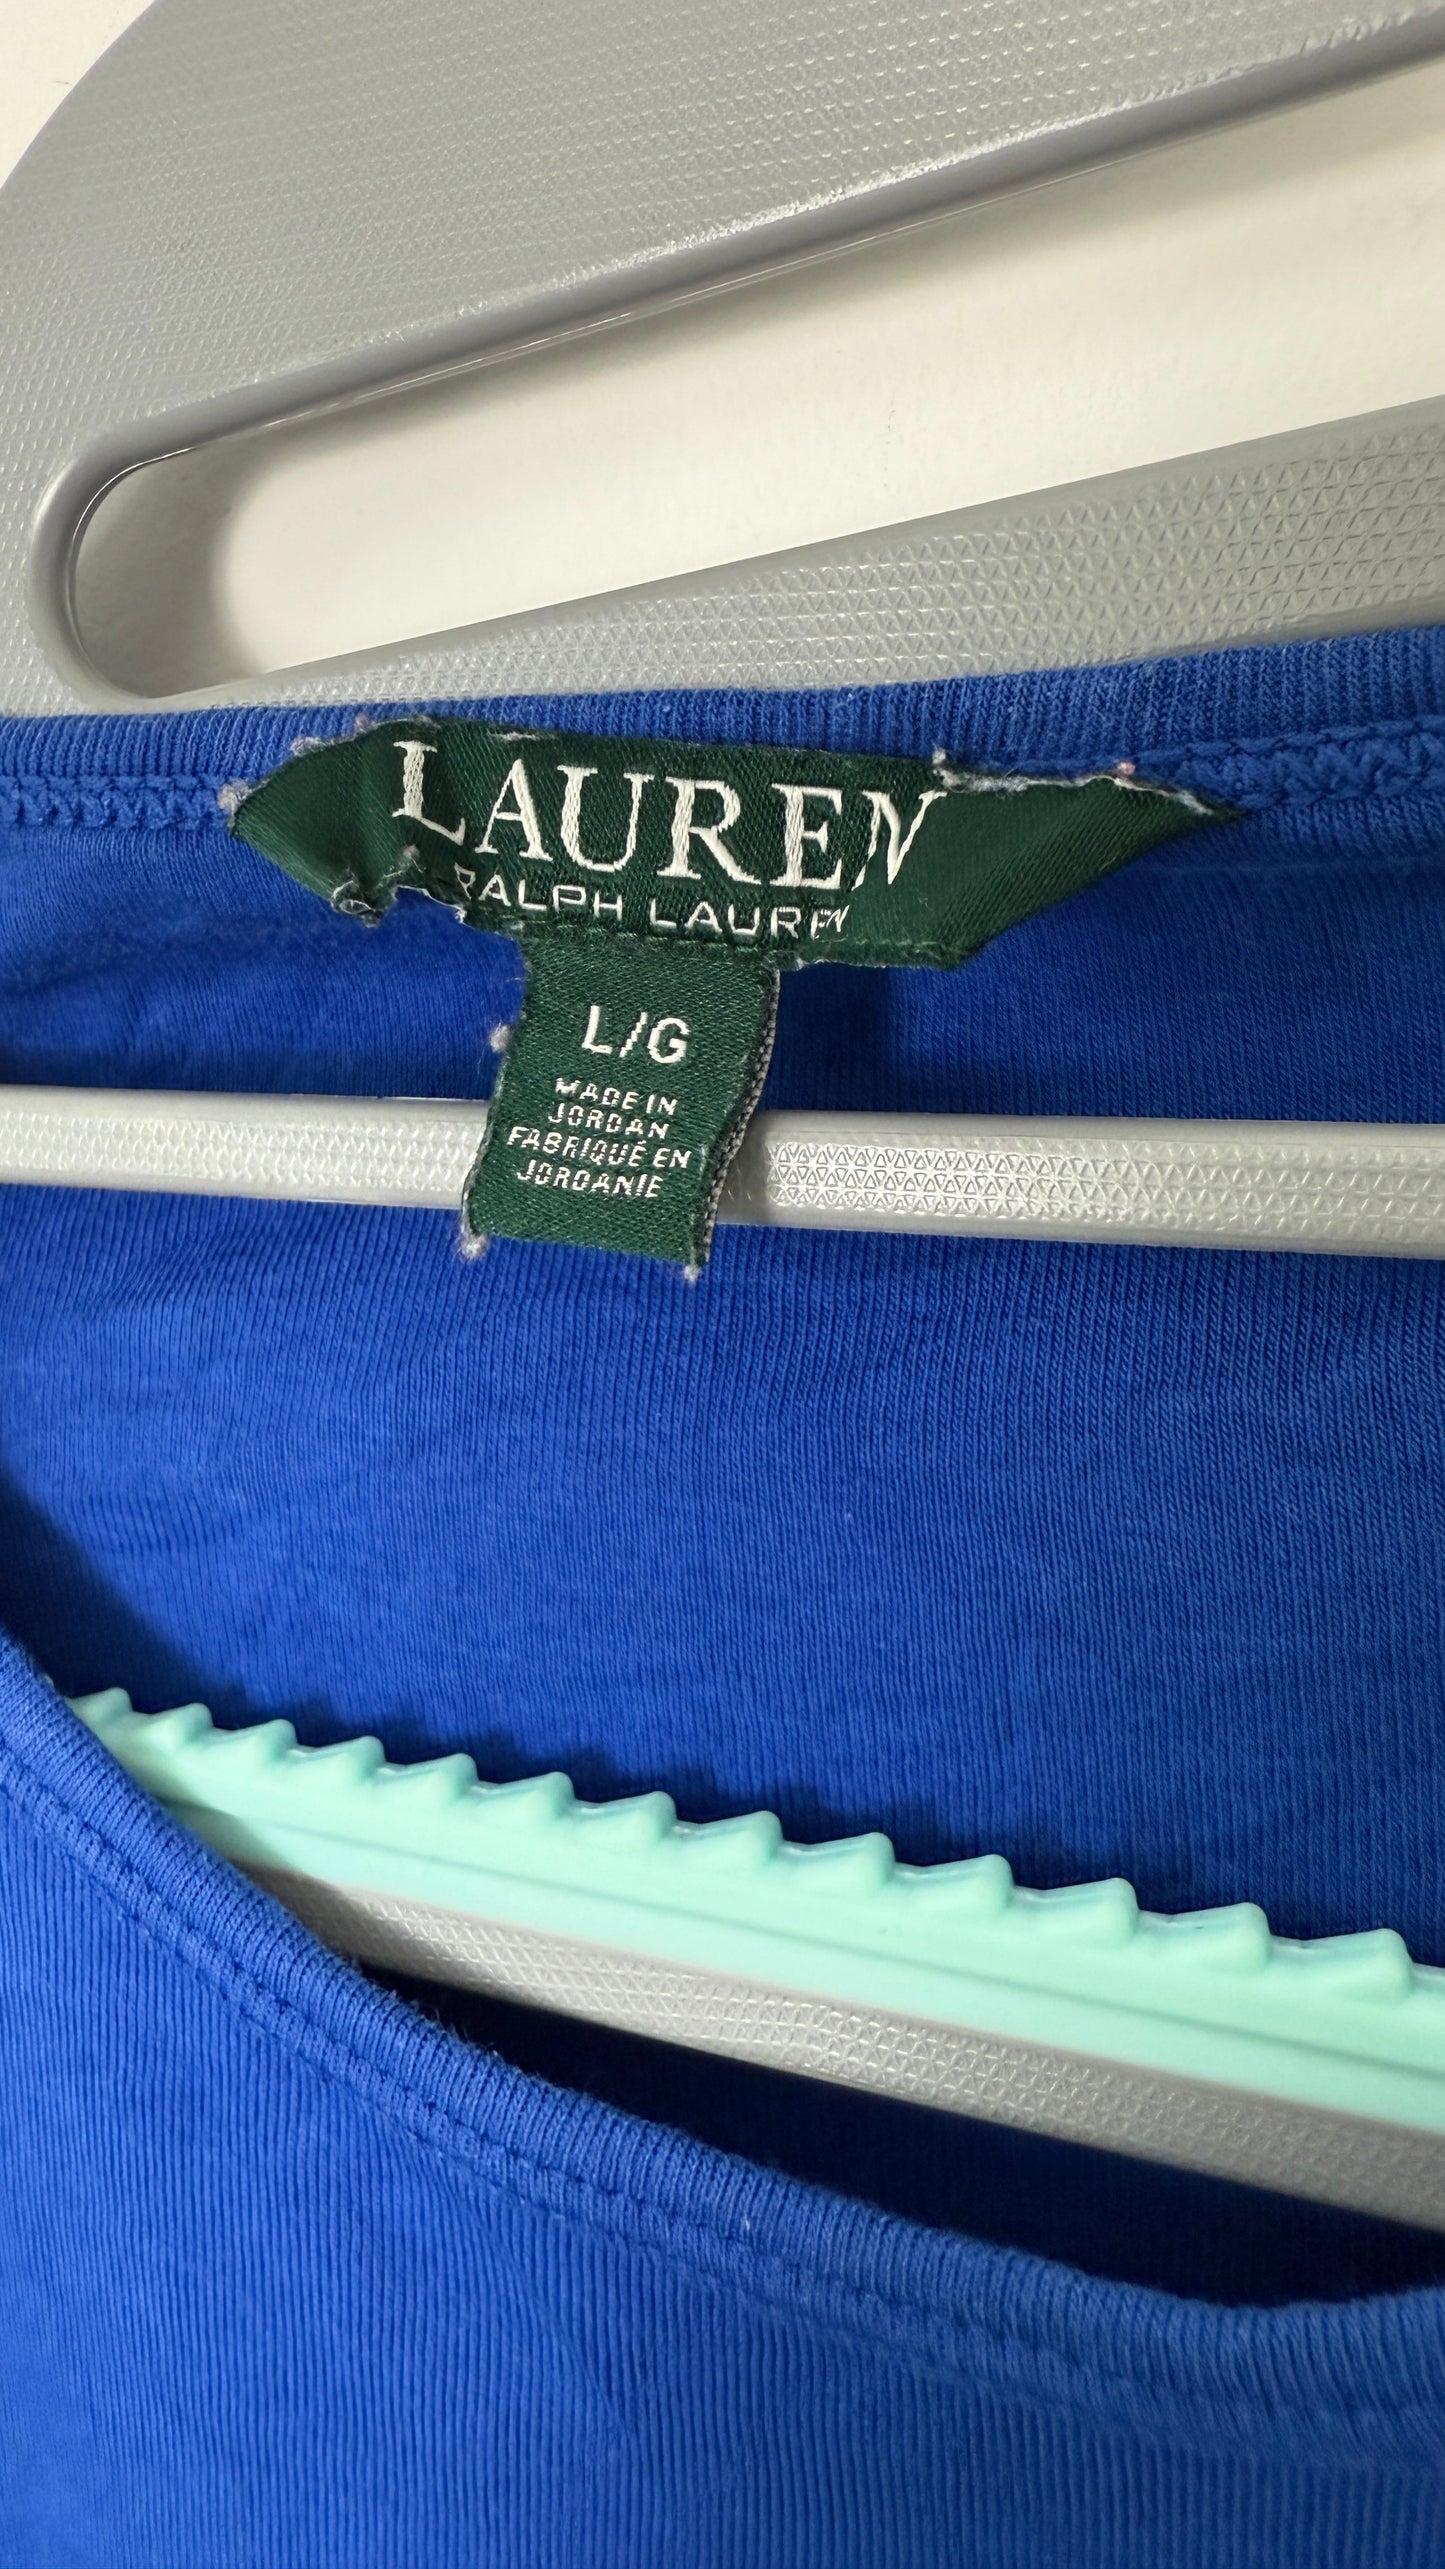 LAUREN
RALPH LAUREN
L/G
MADE IN
JORDAN
FABRIQUÉ EN
JORDANIE